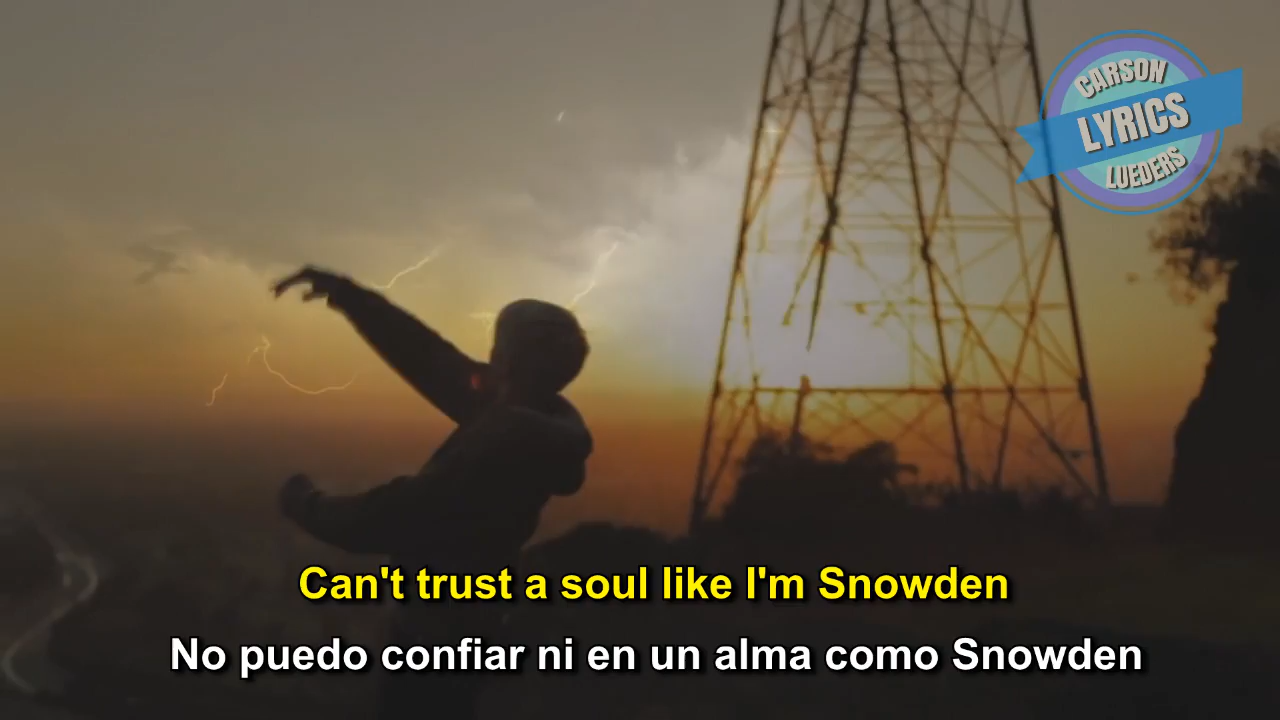 CARSON
LYRICS
LUEDERS
Can't trust a soul like I'm Snowden
No puedo confiar ni en un alma como Snowden